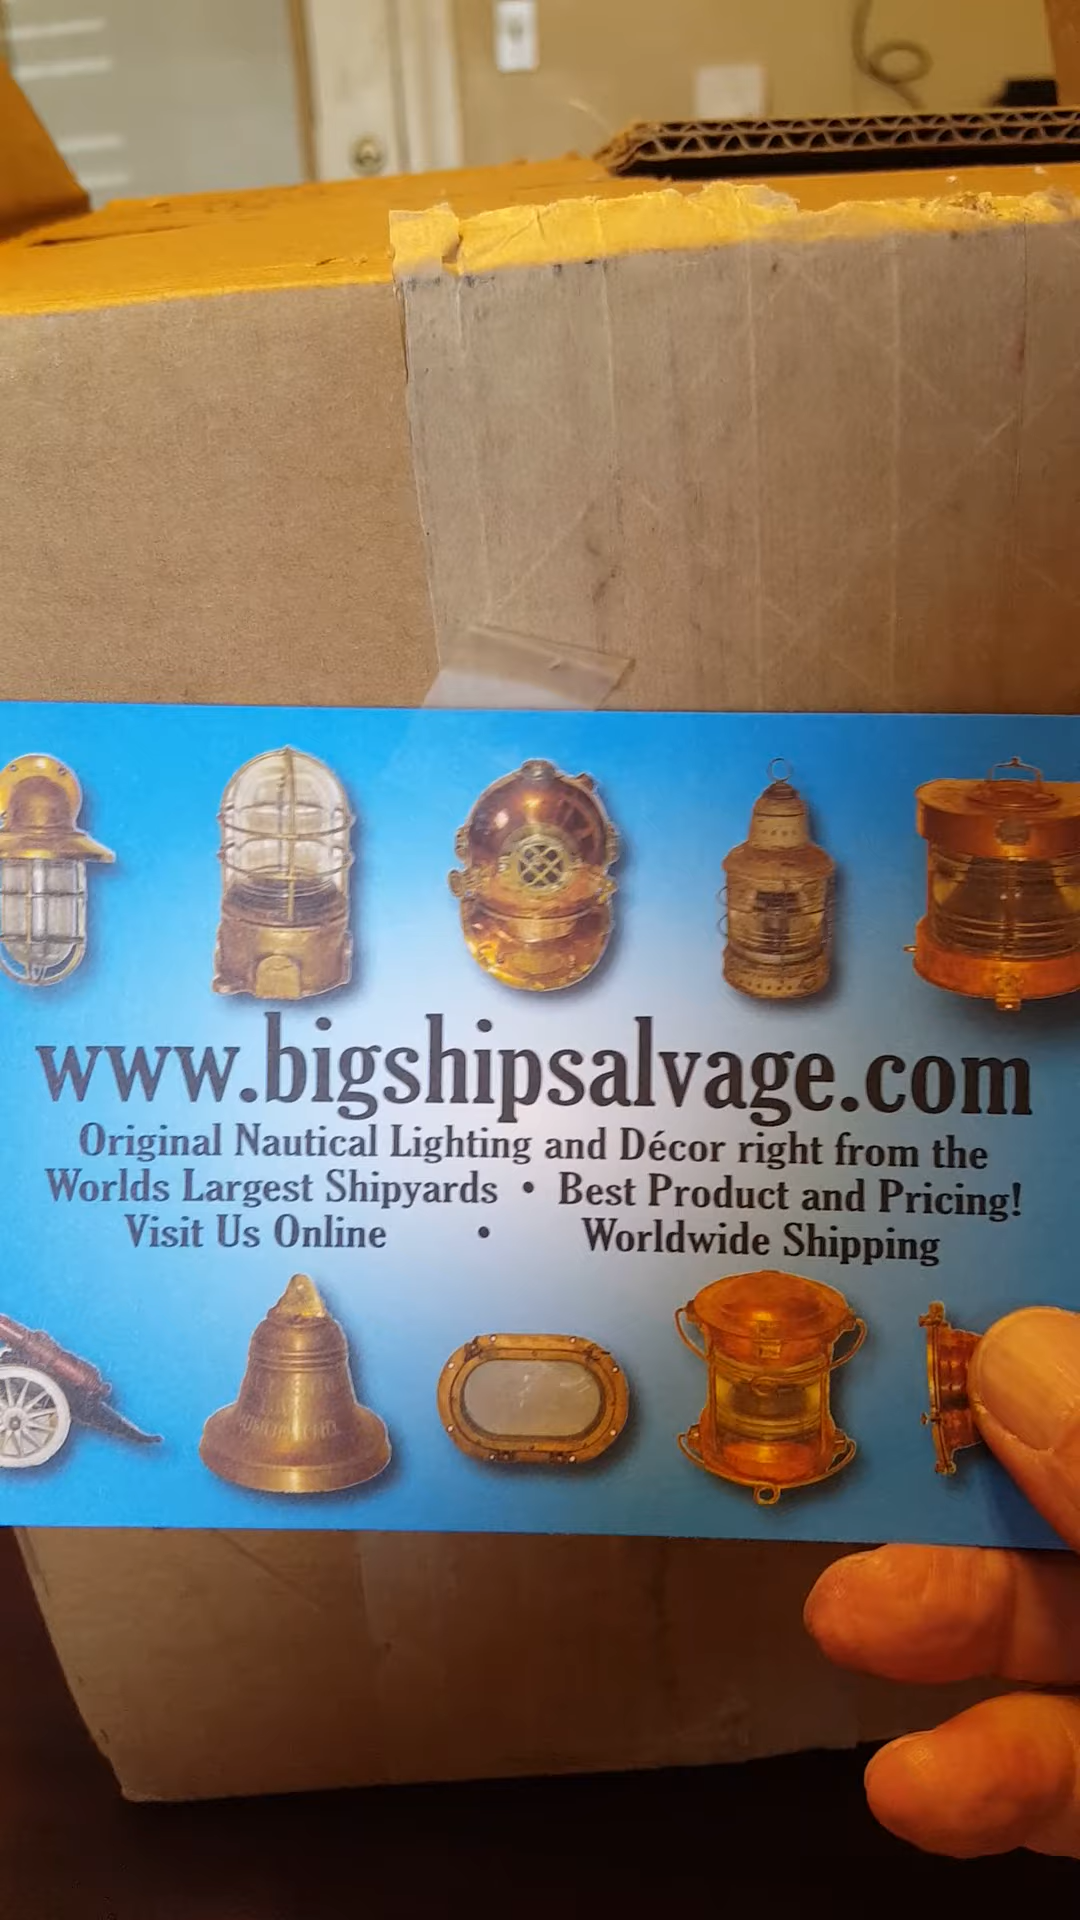 www.bigshipsalvage.com
Original Nautical Lighting and Décor right from the
Worlds Largest Shipyards • Best Product and Pricing!
Visit Us Online • Worldwide Shipping